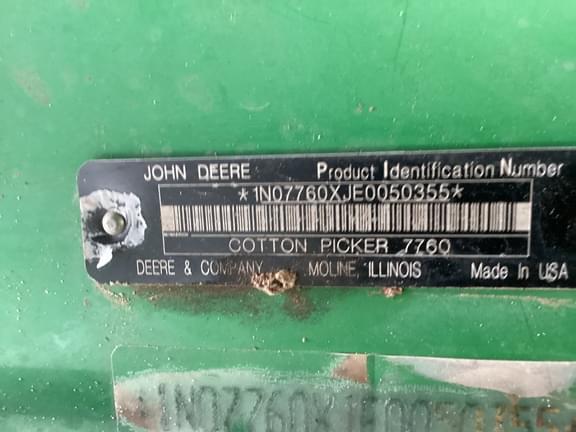 JOHN DEERE Product Identification Number
*1N07760XJE0050355*
COTTON PICKER 7760
DEERE & COMPANY MOLINE, ILLINOIS Made in USA